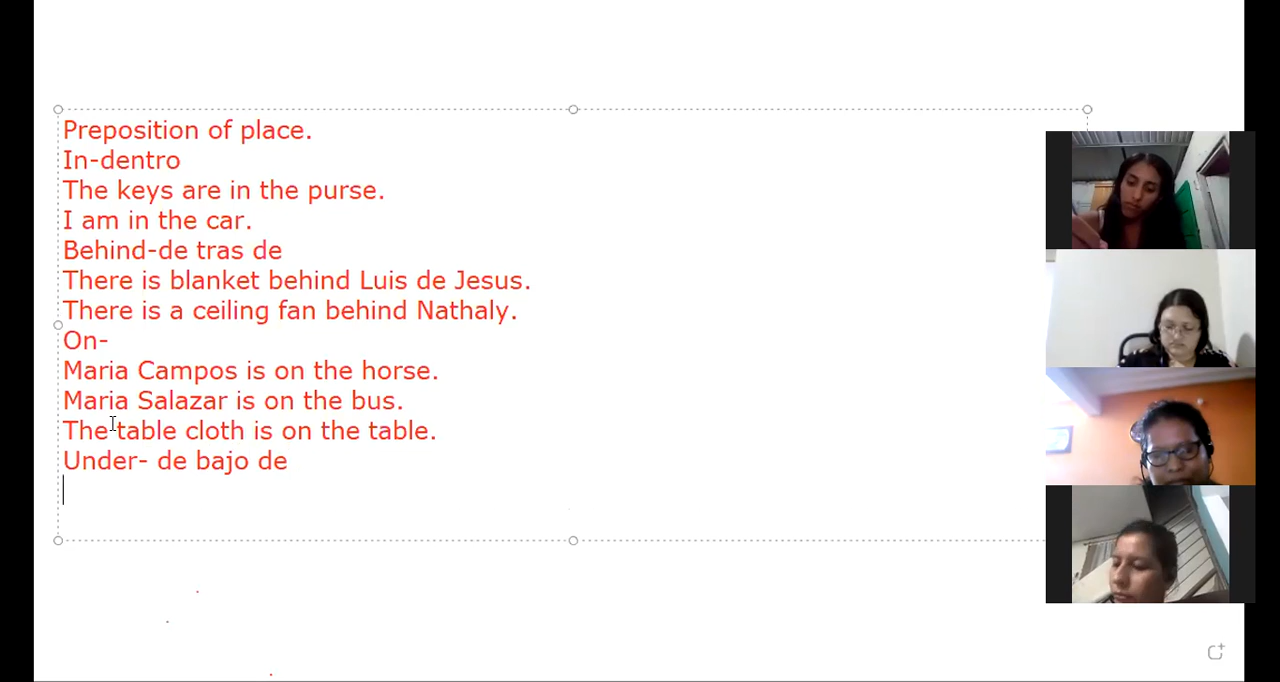 Preposition of place.
In-dentro
The keys are in the purse.
I am in the car.
Behind-de tras de
There is blanket behind Luis de Jesus.
There is a ceiling fan behind Nathaly.
On-
Maria Campos is on the horse.
Maria Salazar is on the bus.
The table cloth is on the table.
Under- de bajo de